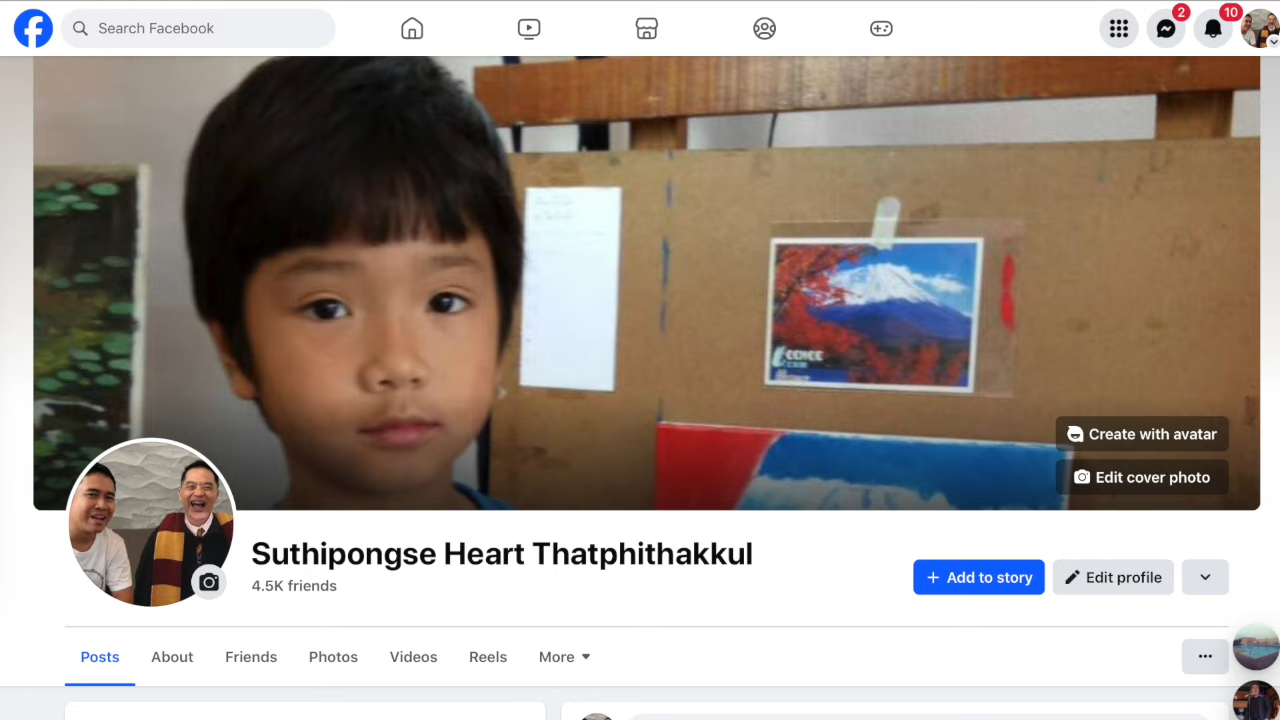 Search Facebook
2
10
Create with avatar
Edit cover photo
Suthipongse Heart Thatphithakkul
4.5K friends
+ Add to story
Edit profile
Posts
About
Friends
Photos
Videos
Reels
More